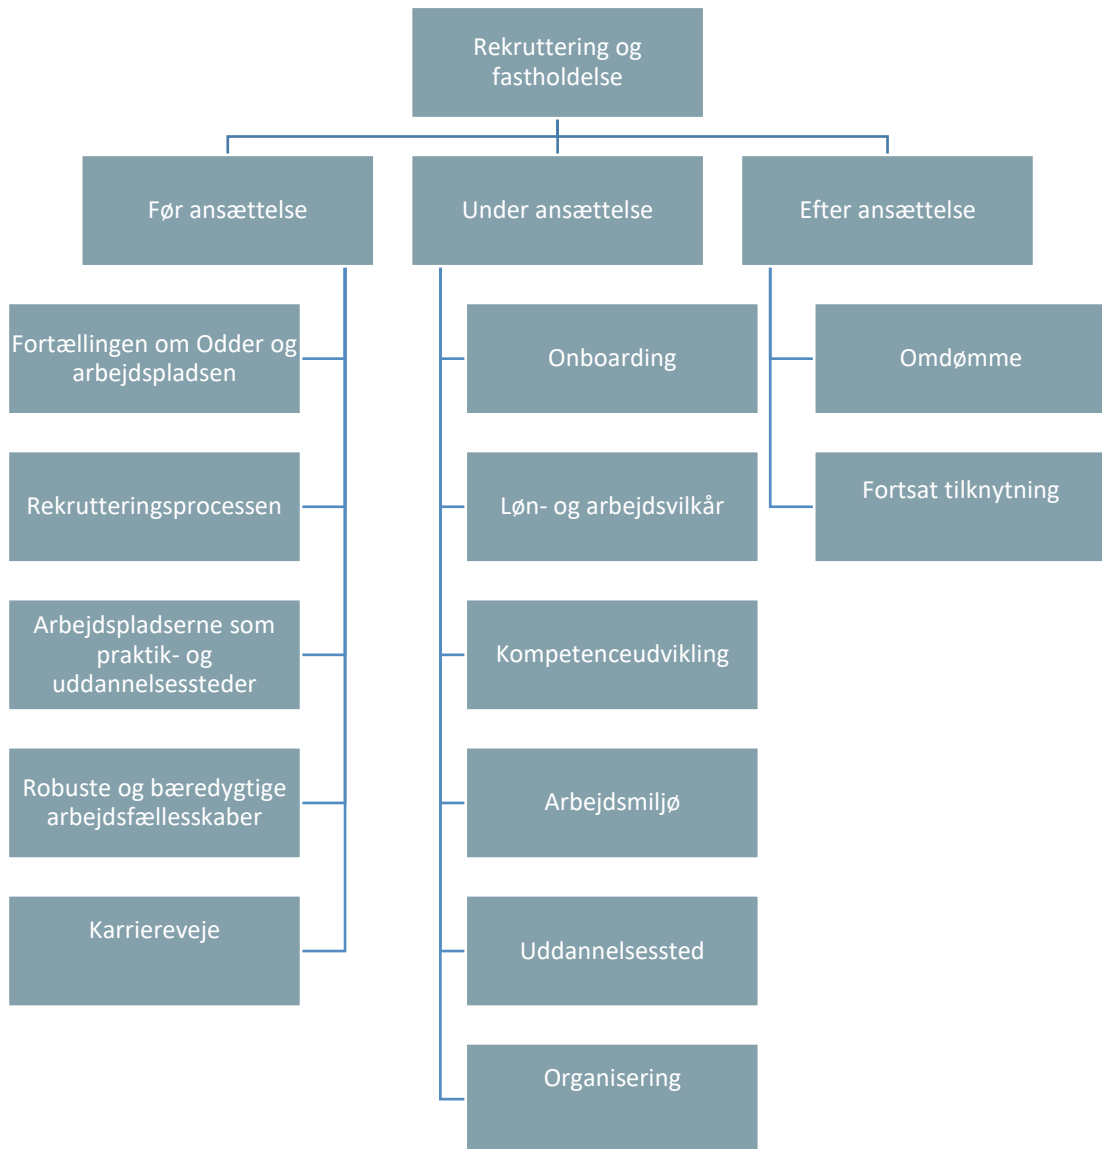 Rekruttering og
fastholdelse
Før ansættelse
Under ansættelse
Efter ansættelse
Fortællingen om Odder og
arbejdspladsen
Rekrutteringsprocessen
Arbejdspladserne som
praktik- og
uddannelsessteder
Robuste og bæredygtige
arbejdsfællesskaber
Karriereveje
Onboarding
Løn- og arbejdsvilkår
Kompetenceudvikling
Arbejdsmiljø
Uddannelsessted
Organisering
Omdømme
Fortsat tilknytning